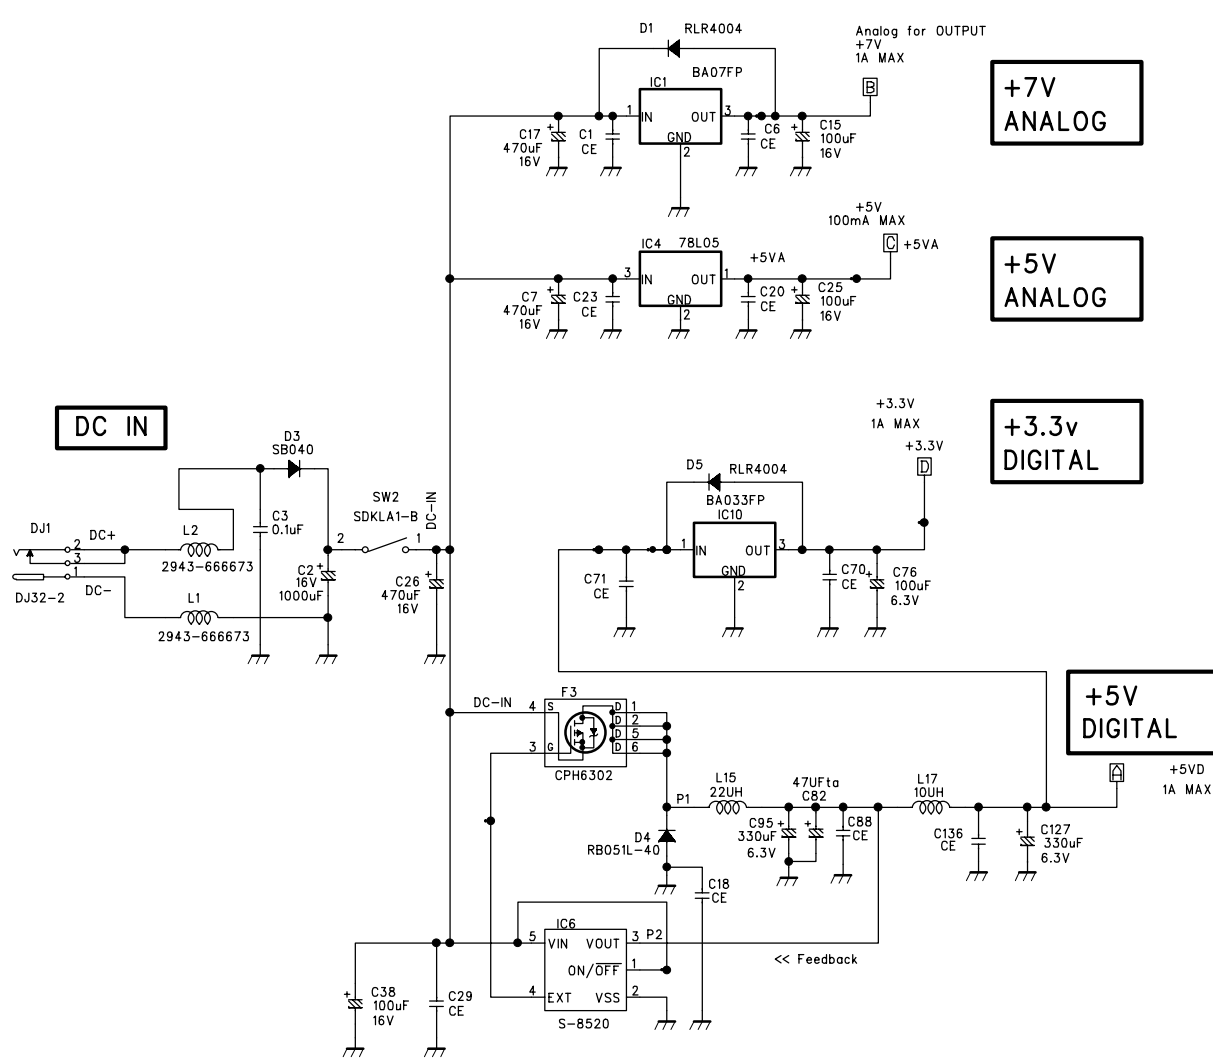 D1 RLR4004
Analog for OUTPUT
+7V
1A MAX
B
IC1 BA07FP
1 IN OUT 3
GND
2
C17
470uF
16V
C1
CE
C6
CE
C15
100uF
16V
+7V
ANALOG
+5V
100mA MAX
C +5VA
IC4 78L05
3 IN OUT 1
GND
2
+5VA
C7
470uF
16V
C23
CE
C20
CE
C25
100uF
16V
+5V
ANALOG
DC IN
D3
SB040
DJ1
DC+
2
3
1
DC-
DJ32-2
L2
2943-666673
L1
2943-666673
C3
0.1uF
C2
16V
1000uF
SW2
SDKLA1-B
2 1
DC-IN
C26
470uF
16V
+3.3V
1A MAX
+3.3V
D
D5 RLR4004
BA033FP
IC10
1 IN OUT 3
GND
2
C71
CE
C70
CE
C76
100uF
6.3V
+3.3v
DIGITAL
DC-IN
F3
4 S D 1
D 2
D 5
3 G D 6
CPH6302
P1
L15
22UH
47UFta
C82
L17
10UH
+5V
DIGITAL
A
+5VD
1A MAX
D4
RB051L-40
C95
330uF
6.3V
C88
CE
C136
CE
C127
330uF
6.3V
C18
CE
IC6
5 VIN VOUT 3 P2
ON/OFF 1
4 EXT VSS 2
S-8520
<< Feedback
C38
100uF
16V
C29
CE